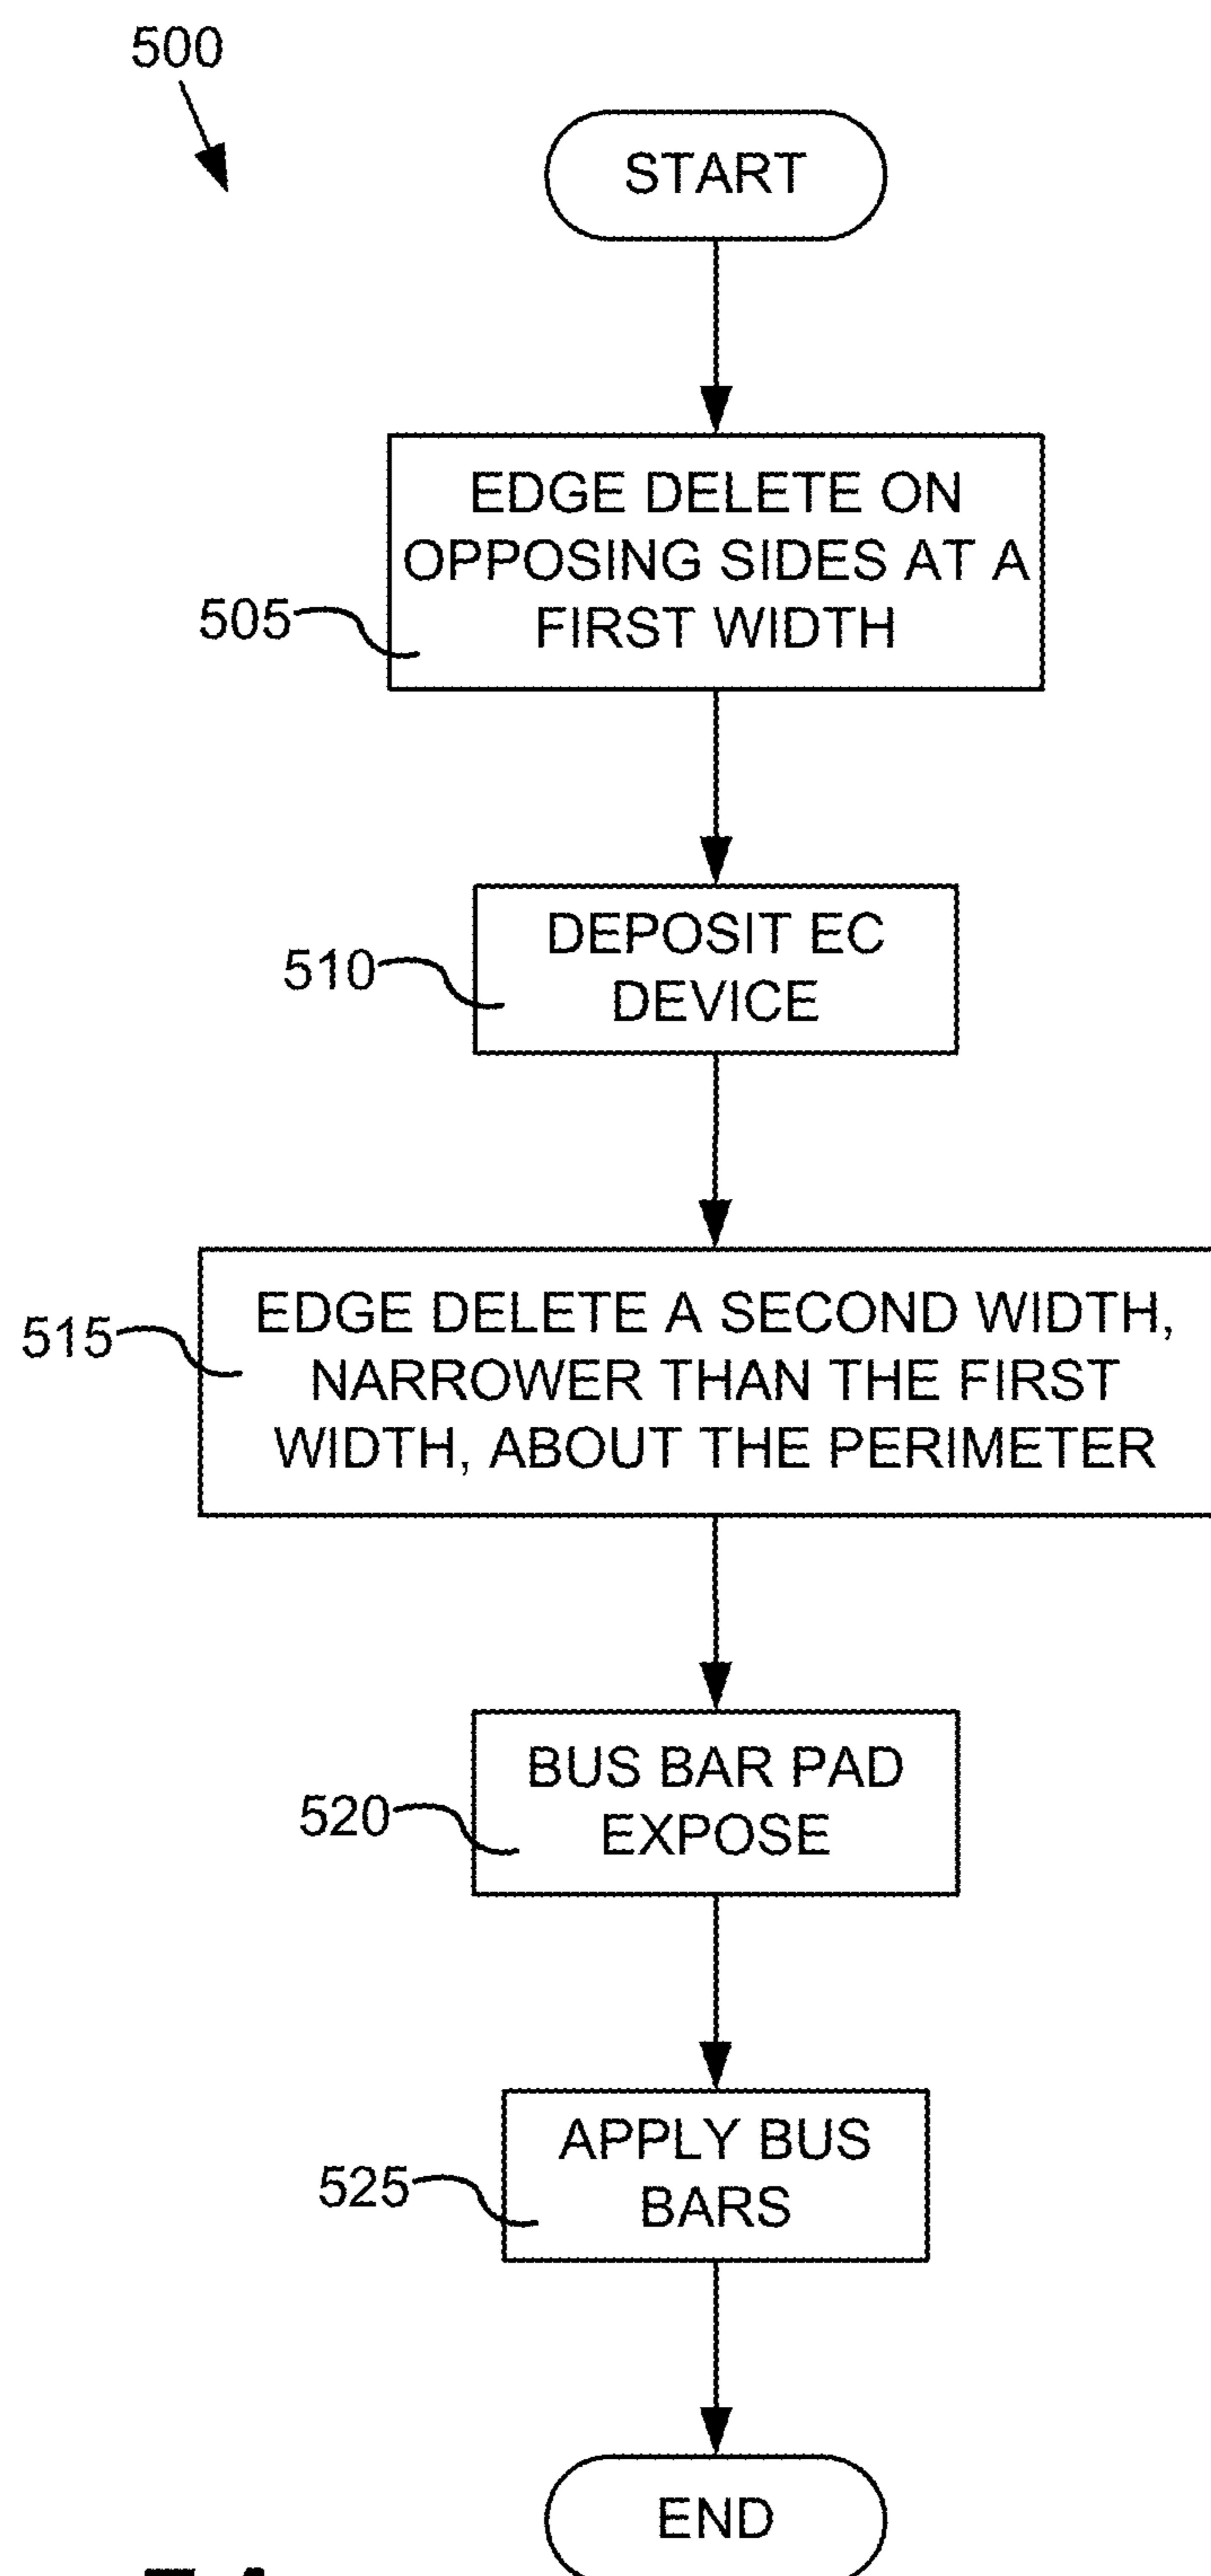 500
START
EDGE DELETE ON
OPPOSING SIDES AT A
FIRST WIDTH
505
DEPOSIT EC
DEVICE
510
EDGE DELETE A SECOND WIDTH,
NARROWER THAN THE FIRST
WIDTH, ABOUT THE PERIMETER
515
BUS BAR PAD
EXPOSE
520
APPLY BUS
BARS
525
END